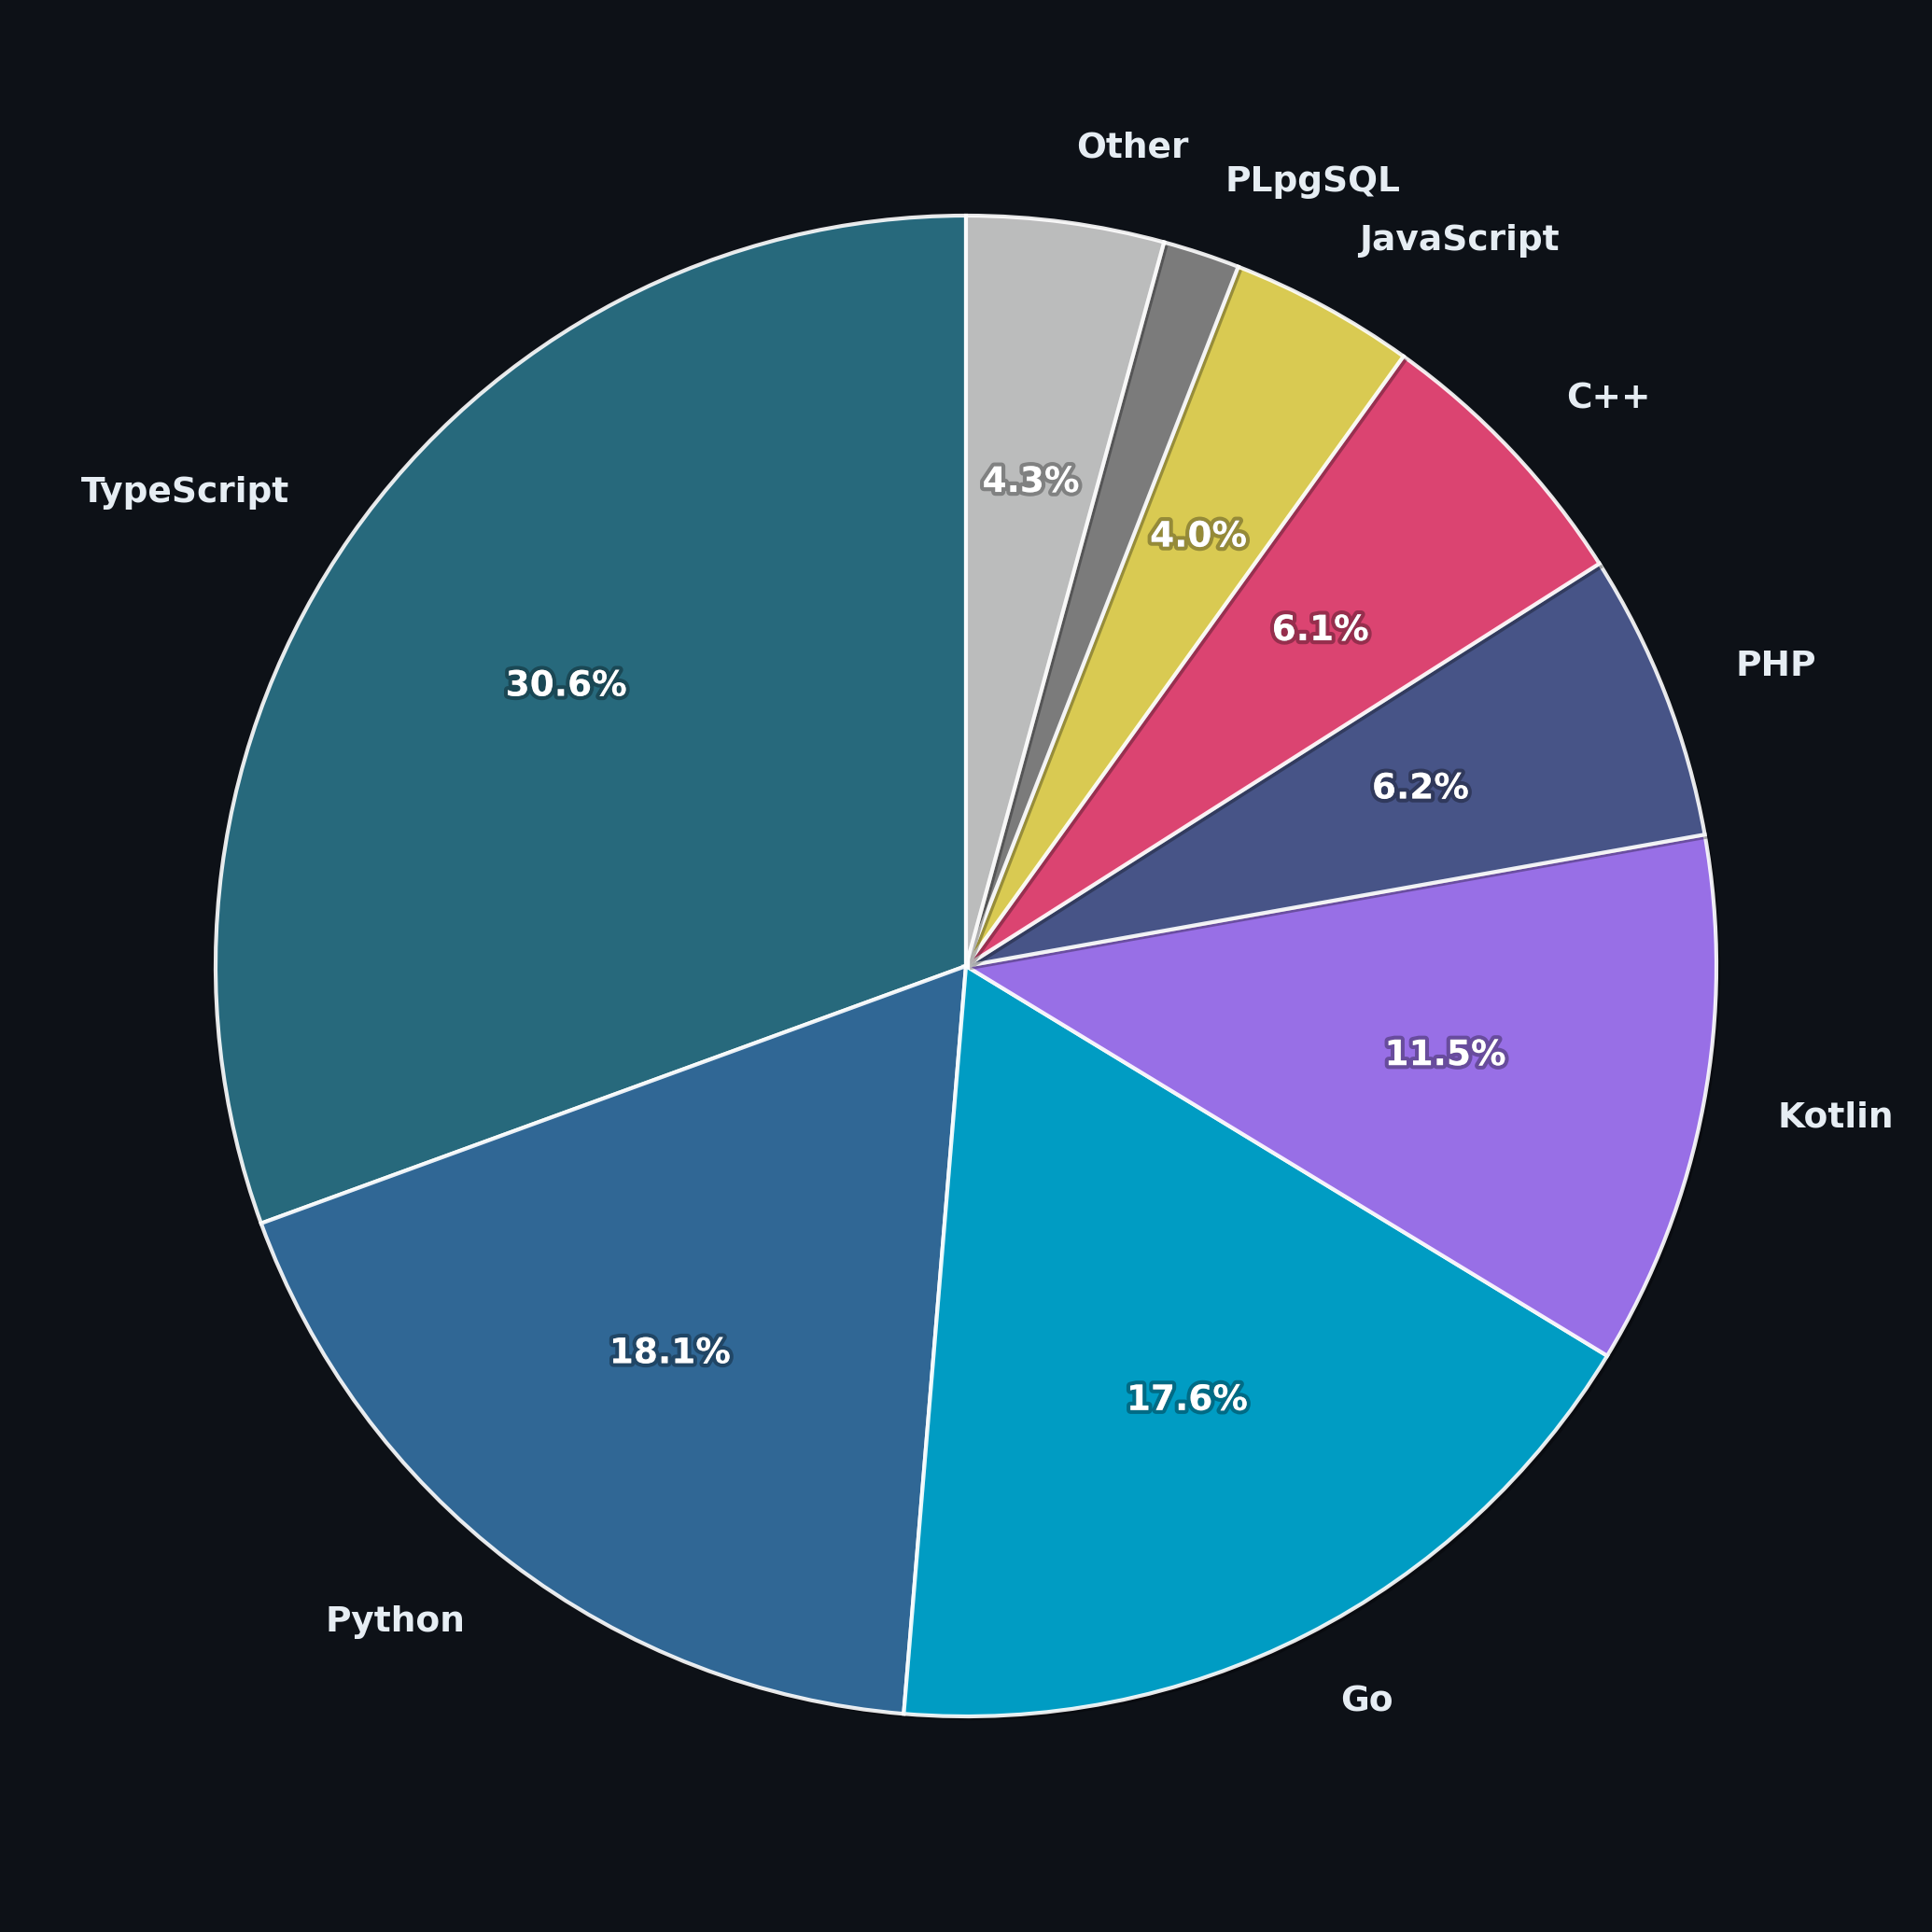 Other
PLpgSQL
JavaScript
C++
TypeScript
4.3%
4.0%
6.1%
PHP
30.6%
6.2%
11.5%
Kotlin
18.1%
17.6%
Python
Go